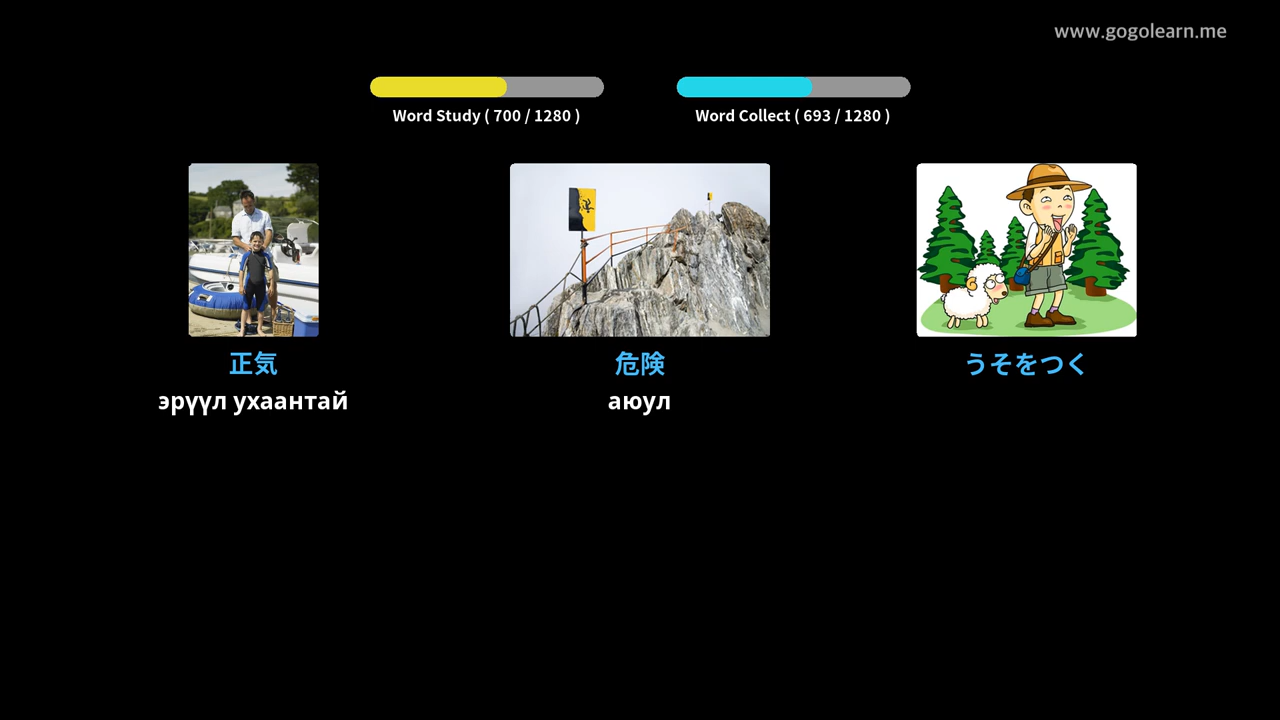 www.gogolearn.me
Word Study ( 700 / 1280 )
Word Collect ( 693 / 1280 )
正気
эрүүл ухаантай
危険
аюул
うそをつく